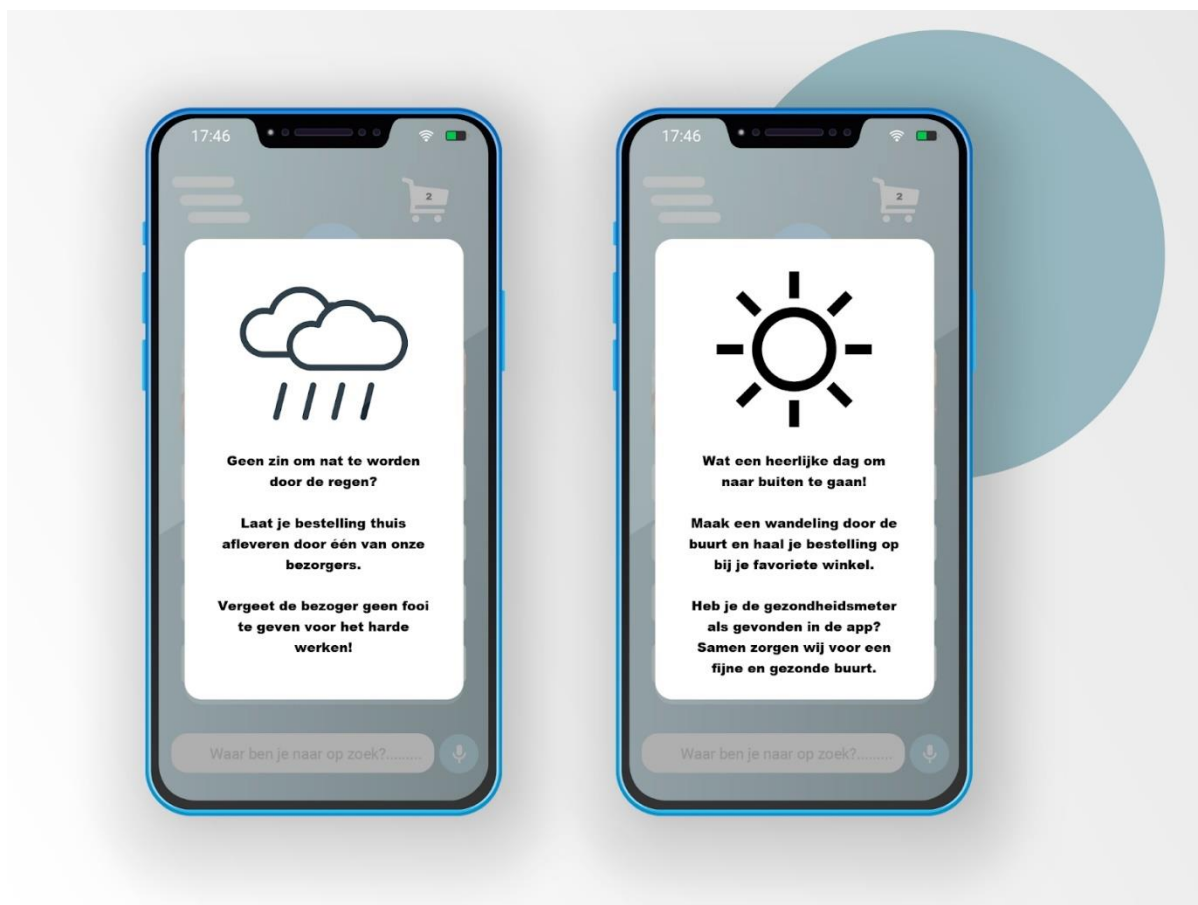 17:46
2
Geen zin om nat te worden
door de regen?
Laat je bestelling thuis
afleveren door één van onze
bezorgers.
Vergeet de bezoger geen fooi
te geven voor het harde
werken!
Waar ben je naar op zoek?.........
17:46
2
Wat een heerlijke dag om
naar buiten te gaan!
Maak een wandeling door de
buurt en haal je bestelling op
bij je favoriete winkel.
Heb je de gezondheidsmeter
als gevonden in de app?
Samen zorgen wij voor een
fijne en gezonde buurt.
Waar ben je naar op zoek?.........